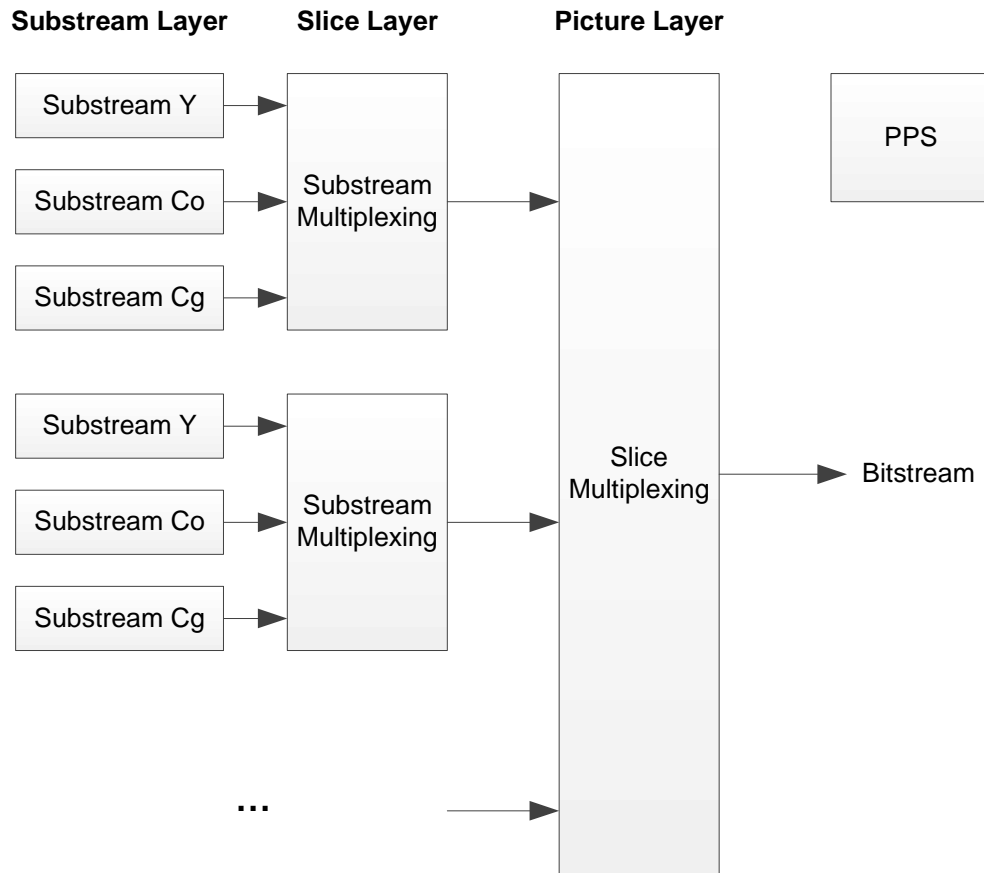 Substream Layer
Slice Layer
Picture Layer
Substream Y
Substream Co
Substream Cg
Substream
Multiplexing
PPS
Substream Y
Substream Co
Substream Cg
Substream
Multiplexing
Slice
Multiplexing
Bitstream
...